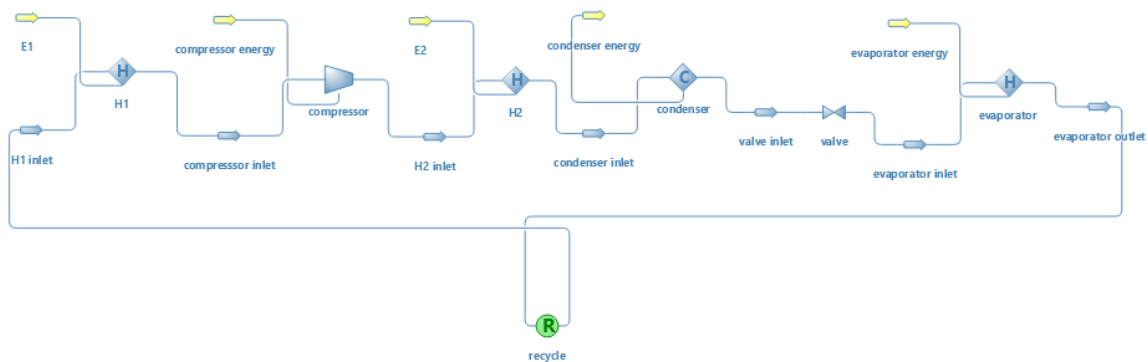 E1
compressor energy
E2
condenser energy
evaporator energy
H
H
C
H
H1
compressor
H2
condenser
evaporator
H1 inlet
compresssor inlet
H2 inlet
condenser inlet
valve inlet
valve
evaporator inlet
evaporator outlet
R
recycle